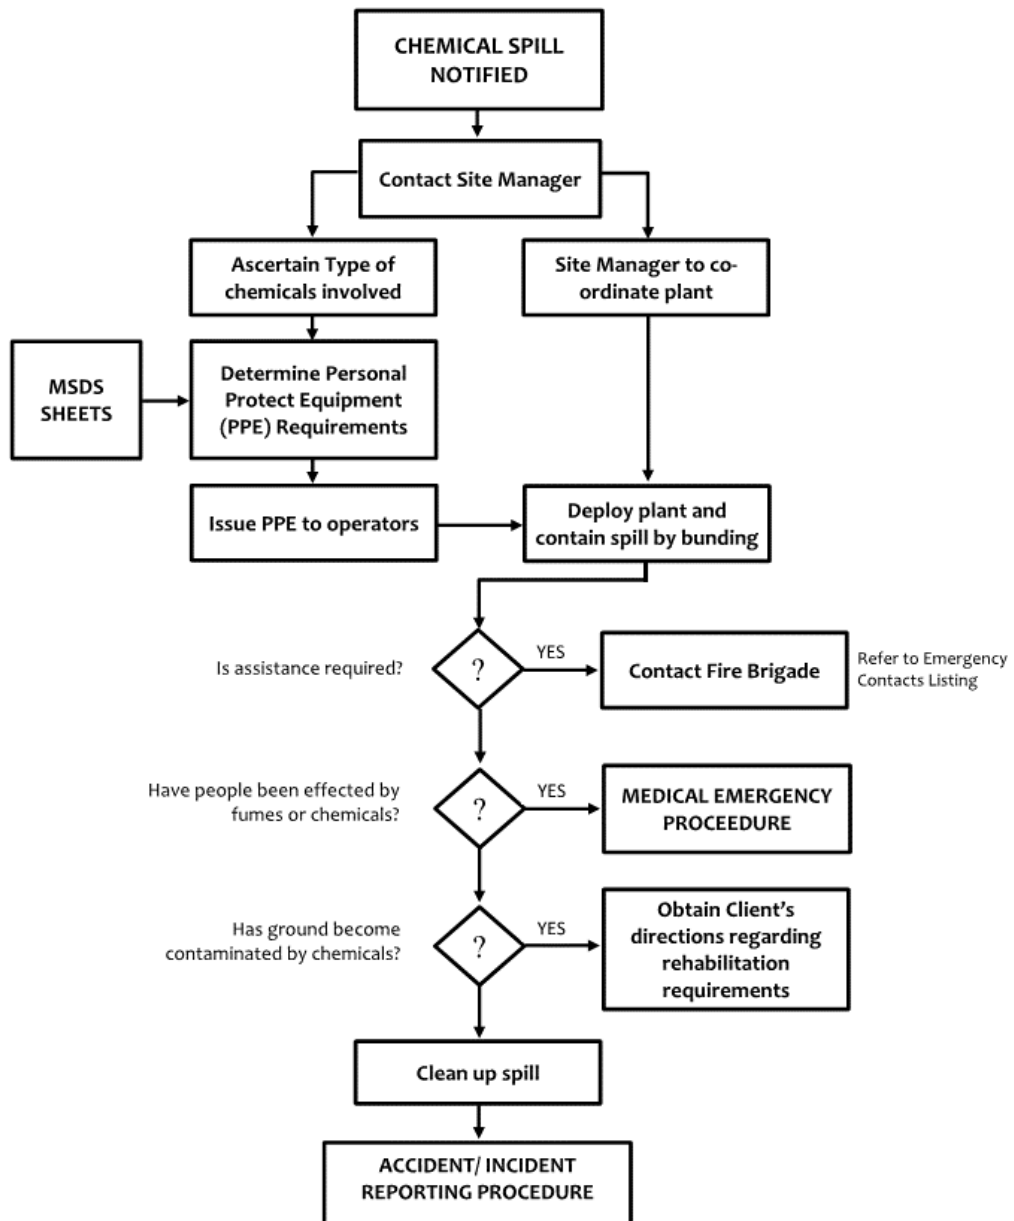 CHEMICAL SPILL
NOTIFIED
Contact Site Manager
Ascertain Type of
chemicals involved
Site Manager to co-
ordinate plant
MSDS
SHEETS
Determine Personal
Protect Equipment
(PPE) Requirements
Issue PPE to operators
Deploy plant and
contain spill by bunding
Is assistance required?
?
YES
Contact Fire Brigade
Refer to Emergency
Contacts Listing
Have people been effected by
fumes or chemicals?
?
YES
MEDICAL EMERGENCY
PROCEEDURE
Has ground become
contaminated by chemicals?
?
YES
Obtain Client's
directions regarding
rehabilitation
requirements
Clean up spill
ACCIDENT/ INCIDENT
REPORTING PROCEDURE